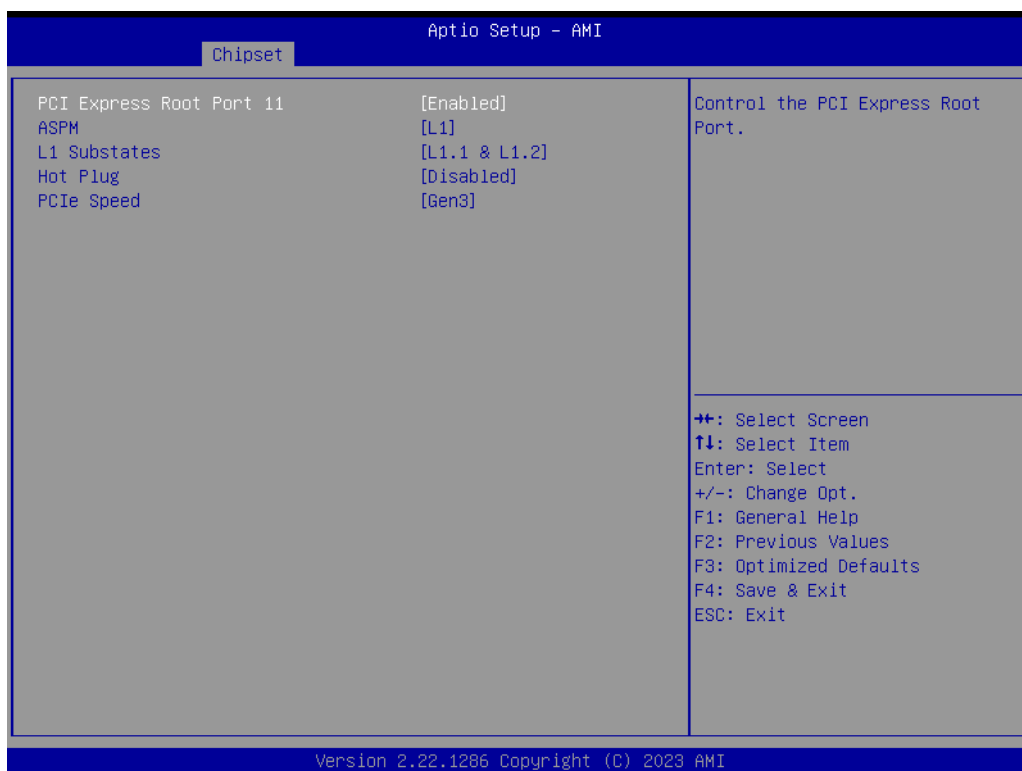 Aptio Setup – AMI
Chipset
PCI Express Root Port 11 [Enabled]
ASPM [L1]
L1 Substates [L1.1 & L1.2]
Hot Plug [Disabled]
PCIe Speed [Gen3]
Control the PCI Express Root
Port.
→←: Select Screen
↑↓: Select Item
Enter: Select
+/-: Change Opt.
F1: General Help
F2: Previous Values
F3: Optimized Defaults
F4: Save & Exit
ESC: Exit
Version 2.22.1286 Copyright (C) 2023 AMI